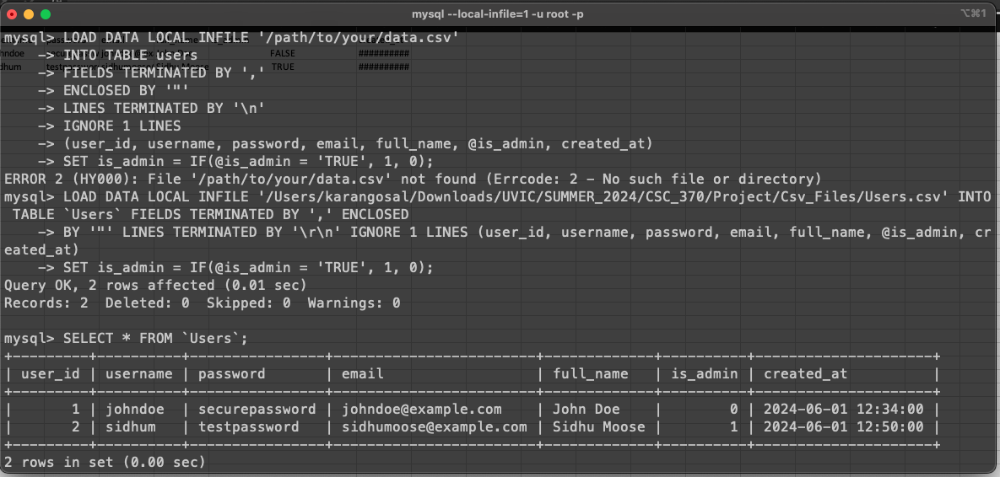 mysql --local-infile=1 -u root -p
⌥⌘1
mysql> LOAD DATA LOCAL INFILE '/path/to/your/data.csv'
    -> INTO TABLE users
FALSE ##########
    -> FIELDS TERMINATED BY ','
TRUE ##########
    -> ENCLOSED BY '"'
    -> LINES TERMINATED BY '\n'
    -> IGNORE 1 LINES
    -> (user_id, username, password, email, full_name, @is_admin, created_at)
    -> SET is_admin = IF(@is_admin = 'TRUE', 1, 0);
ERROR 2 (HY000): File '/path/to/your/data.csv' not found (Errcode: 2 - No such file or directory)
mysql> LOAD DATA LOCAL INFILE '/Users/karangosal/Downloads/UVIC/SUMMER_2024/CSC_370/Project/Csv_Files/Users.csv' INTO
 TABLE `Users` FIELDS TERMINATED BY ',' ENCLOSED
    -> BY '"' LINES TERMINATED BY '\r\n' IGNORE 1 LINES (user_id, username, password, email, full_name, @is_admin, cr
eated_at)
    -> SET is_admin = IF(@is_admin = 'TRUE', 1, 0);
Query OK, 2 rows affected (0.01 sec)
Records: 2  Deleted: 0  Skipped: 0  Warnings: 0
mysql> SELECT * FROM `Users`;
+---------+----------+----------------+------------------------+-------------+----------+---------------------+
| user_id | username | password       | email                  | full_name   | is_admin | created_at          |
+---------+----------+----------------+------------------------+-------------+----------+---------------------+
|       1 | johndoe  | securepassword | johndoe@example.com    | John Doe    |        0 | 2024-06-01 12:34:00 |
|       2 | sidhum   | testpassword   | sidhumoose@example.com | Sidhu Moose |        1 | 2024-06-01 12:50:00 |
+---------+----------+----------------+------------------------+-------------+----------+---------------------+
2 rows in set (0.00 sec)